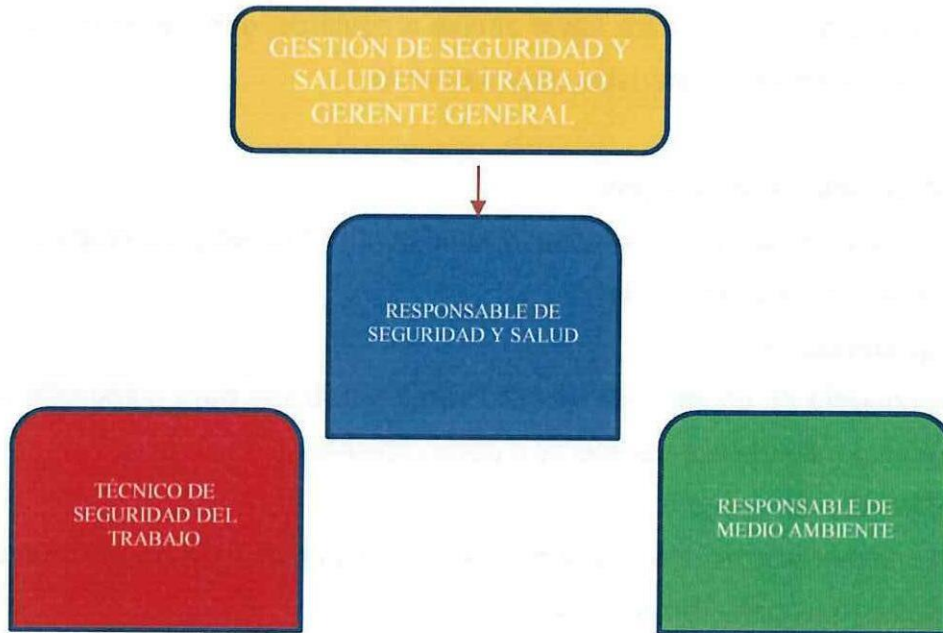 GESTIÓN DE SEGURIDAD Y
SALUD EN EL TRABAJO
GERENTE GENERAL
RESPONSABLE DE
SEGURIDAD Y SALUD
TÉCNICO DE
SEGURIDAD DEL
TRABAJO
RESPONSABLE DE
MEDIO AMBIENTE